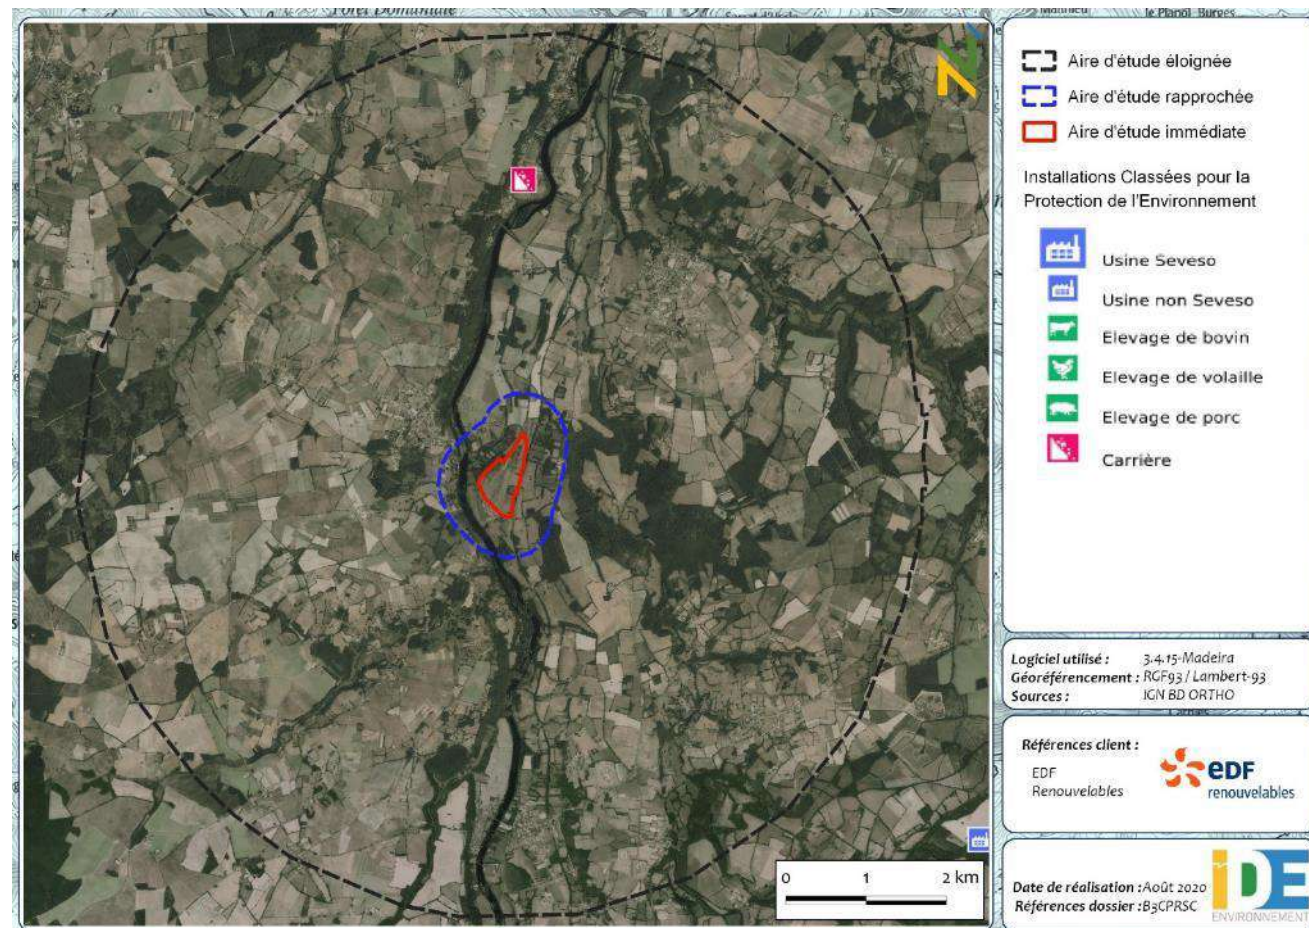 Aire d'étude éloignée
Aire d'étude rapprochée
Aire d'étude immédiate
Installations Classées pour la
Protection de l'Environnement
Usine Seveso
Usine non Seveso
Elevage de bovin
Elevage de volaille
Elevage de porc
Carrière
0 1 2 km
Logiciel utilisé : 3.4.15-Madeira
Géoréférencement : RGF93 / Lambert-93
Sources : IGN BD ORTHO
Références client :
EDF
Renouvelables
eDF
renouvelables
Date de réalisation : Août 2020
Références dossier : B3CPRSC
iDE
ENVIRONNEMENT